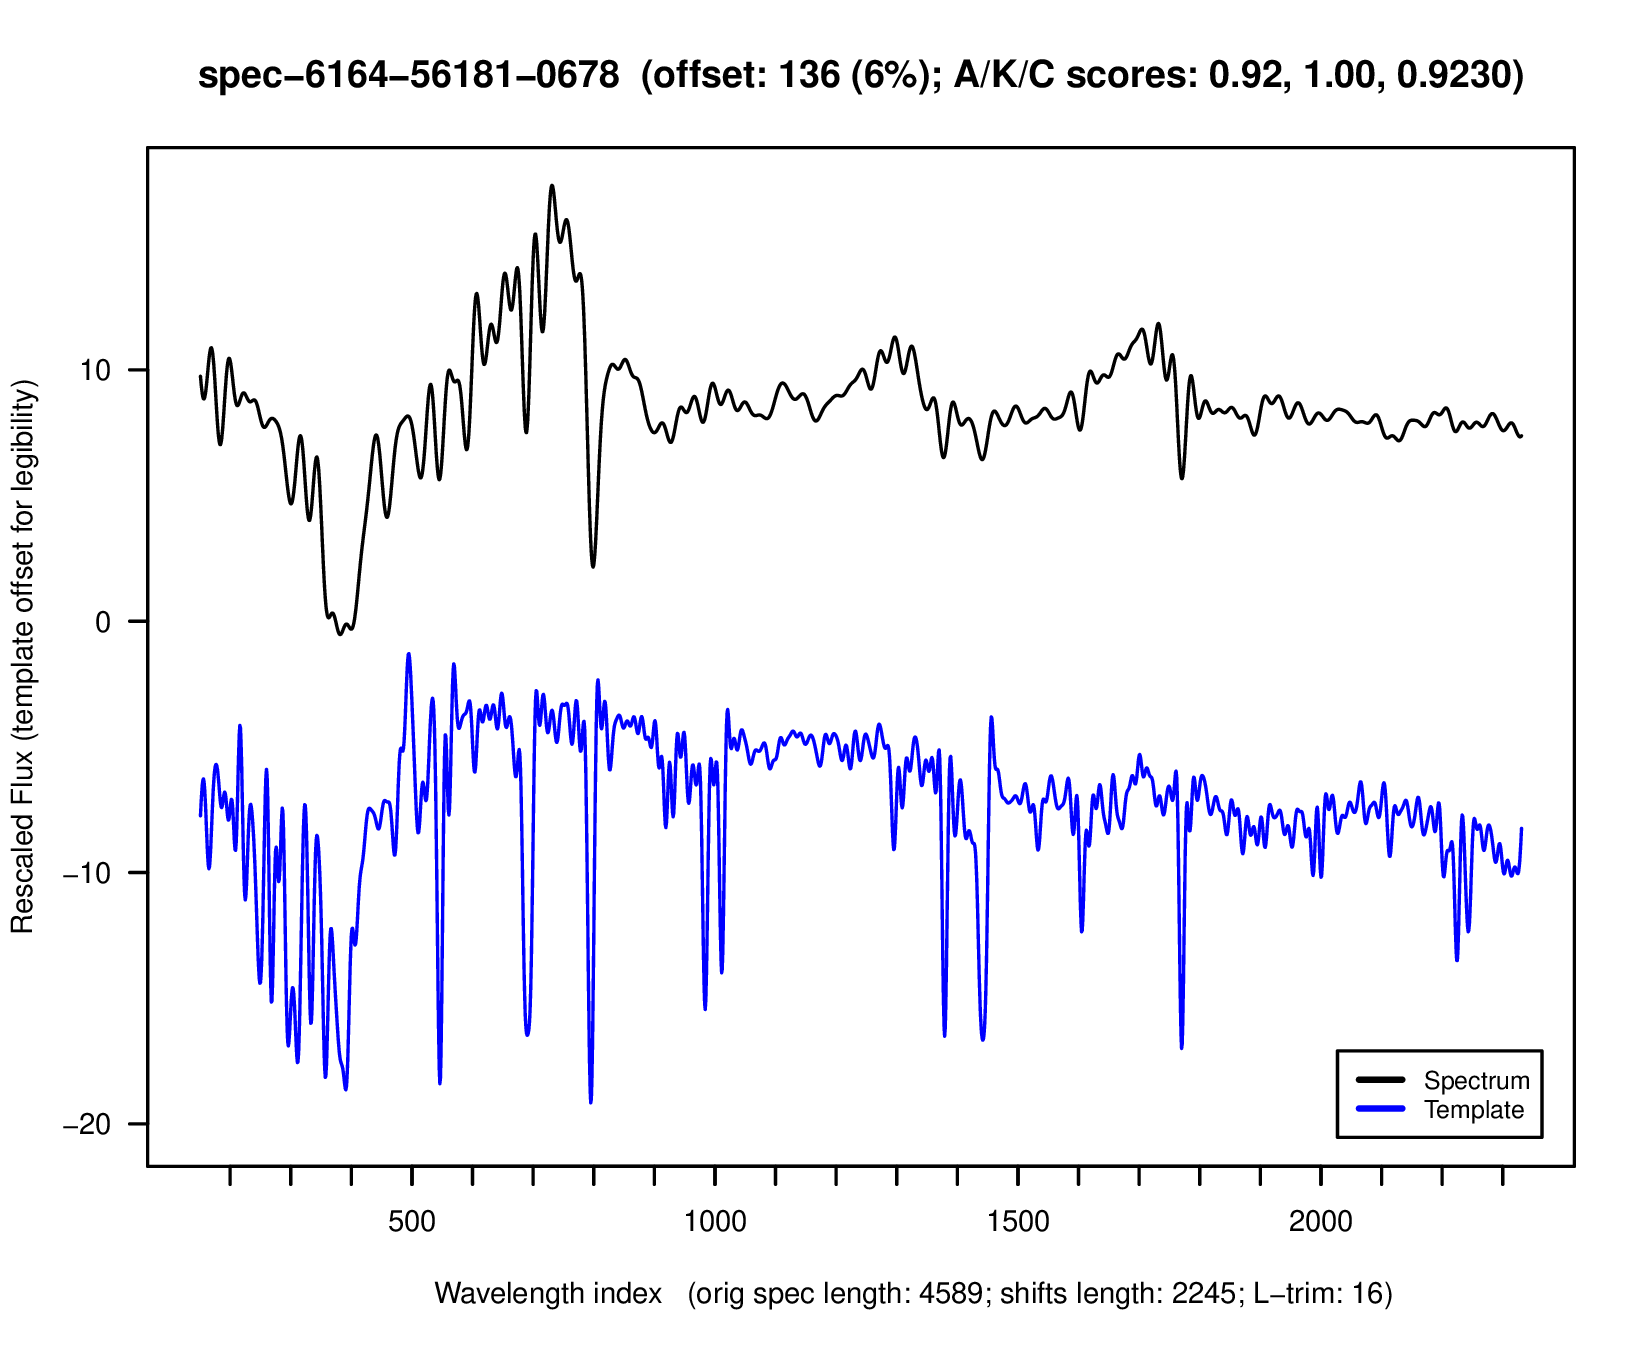 spec−6164−56181−0678 (offset: 136 (6%); A/K/C scores: 0.92, 1.00, 0.9230)
Rescaled Flux (template offset for legibility)
10
0
−10
−20
Spectrum
Template
500 1000 1500 2000
Wavelength index (orig spec length: 4589; shifts length: 2245; L−trim: 16)